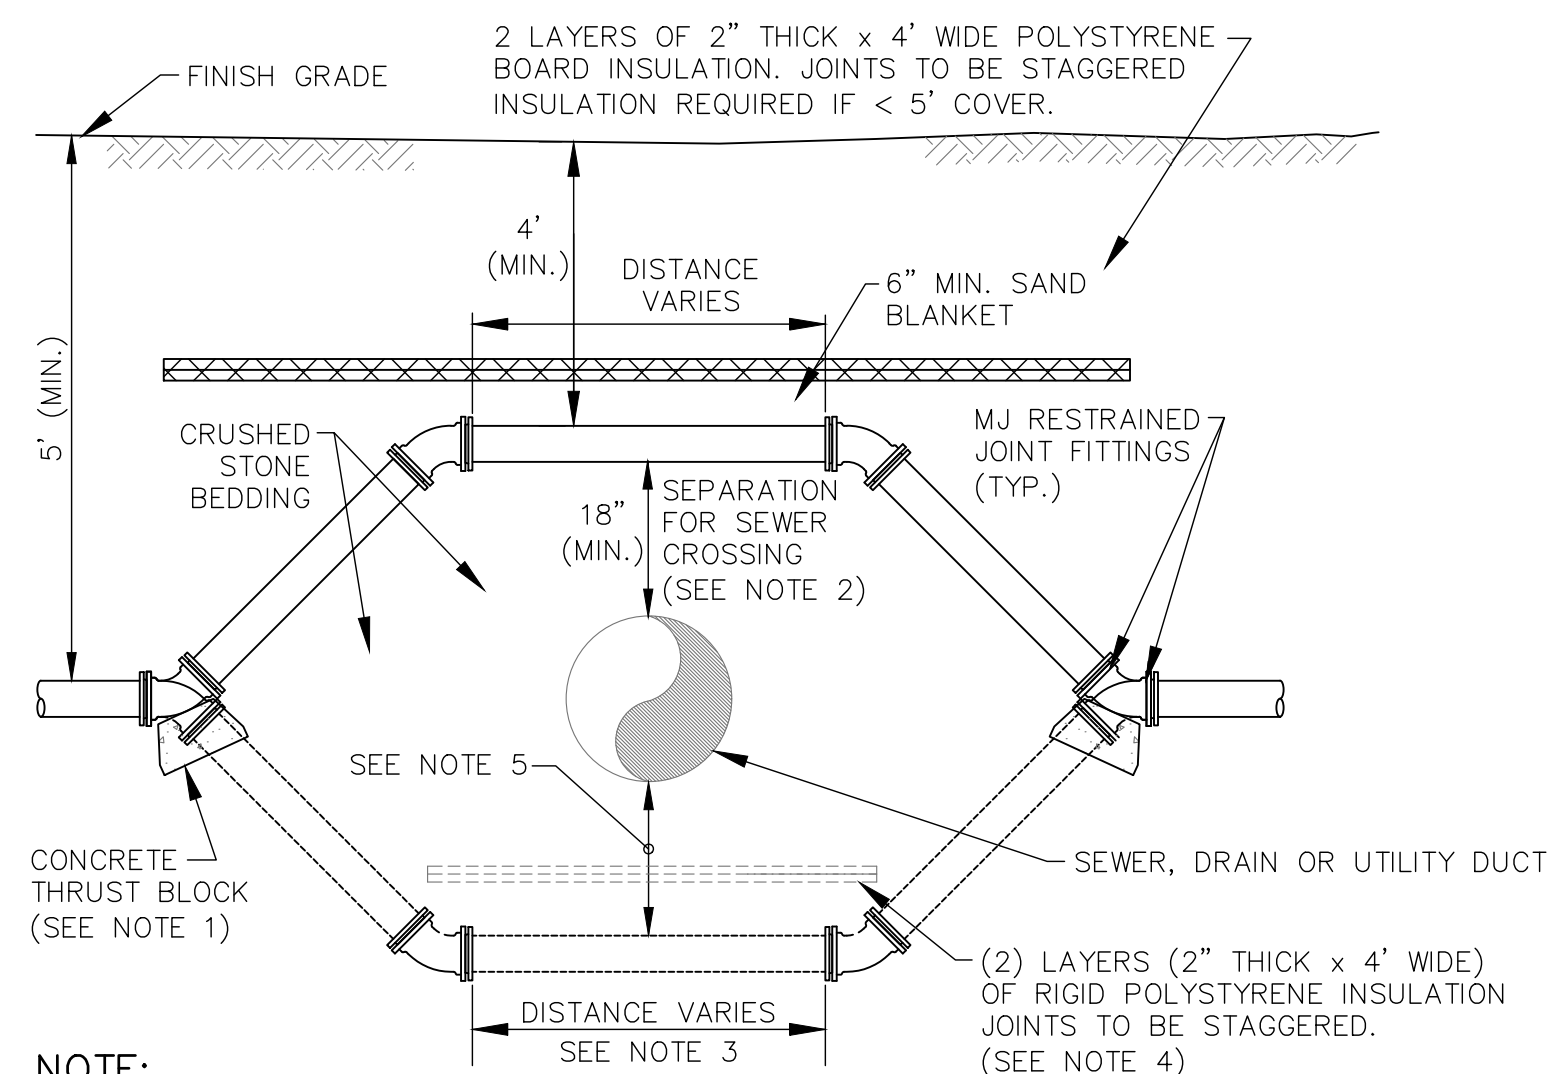 2 LAYERS OF 2” THICK x 4’ WIDE POLYSTYRENE
BOARD INSULATION. JOINTS TO BE STAGGERED
INSULATION REQUIRED IF < 5’ COVER.
FINISH GRADE
4’
(MIN.)
DISTANCE
VARIES
6” MIN. SAND
BLANKET
5’ (MIN.)
CRUSHED
STONE
BEDDING
MJ RESTRAINED
JOINT FITTINGS
(TYP.)
18”
(MIN.)
SEPARATION
FOR SEWER
CROSSING
(SEE NOTE 2)
SEE NOTE 5
CONCRETE
THRUST BLOCK
(SEE NOTE 1)
SEWER, DRAIN OR UTILITY DUCT
(2) LAYERS (2” THICK x 4’ WIDE)
OF RIGID POLYSTYRENE INSULATION
JOINTS TO BE STAGGERED.
(SEE NOTE 4)
DISTANCE VARIES
SEE NOTE 3
NOTE: